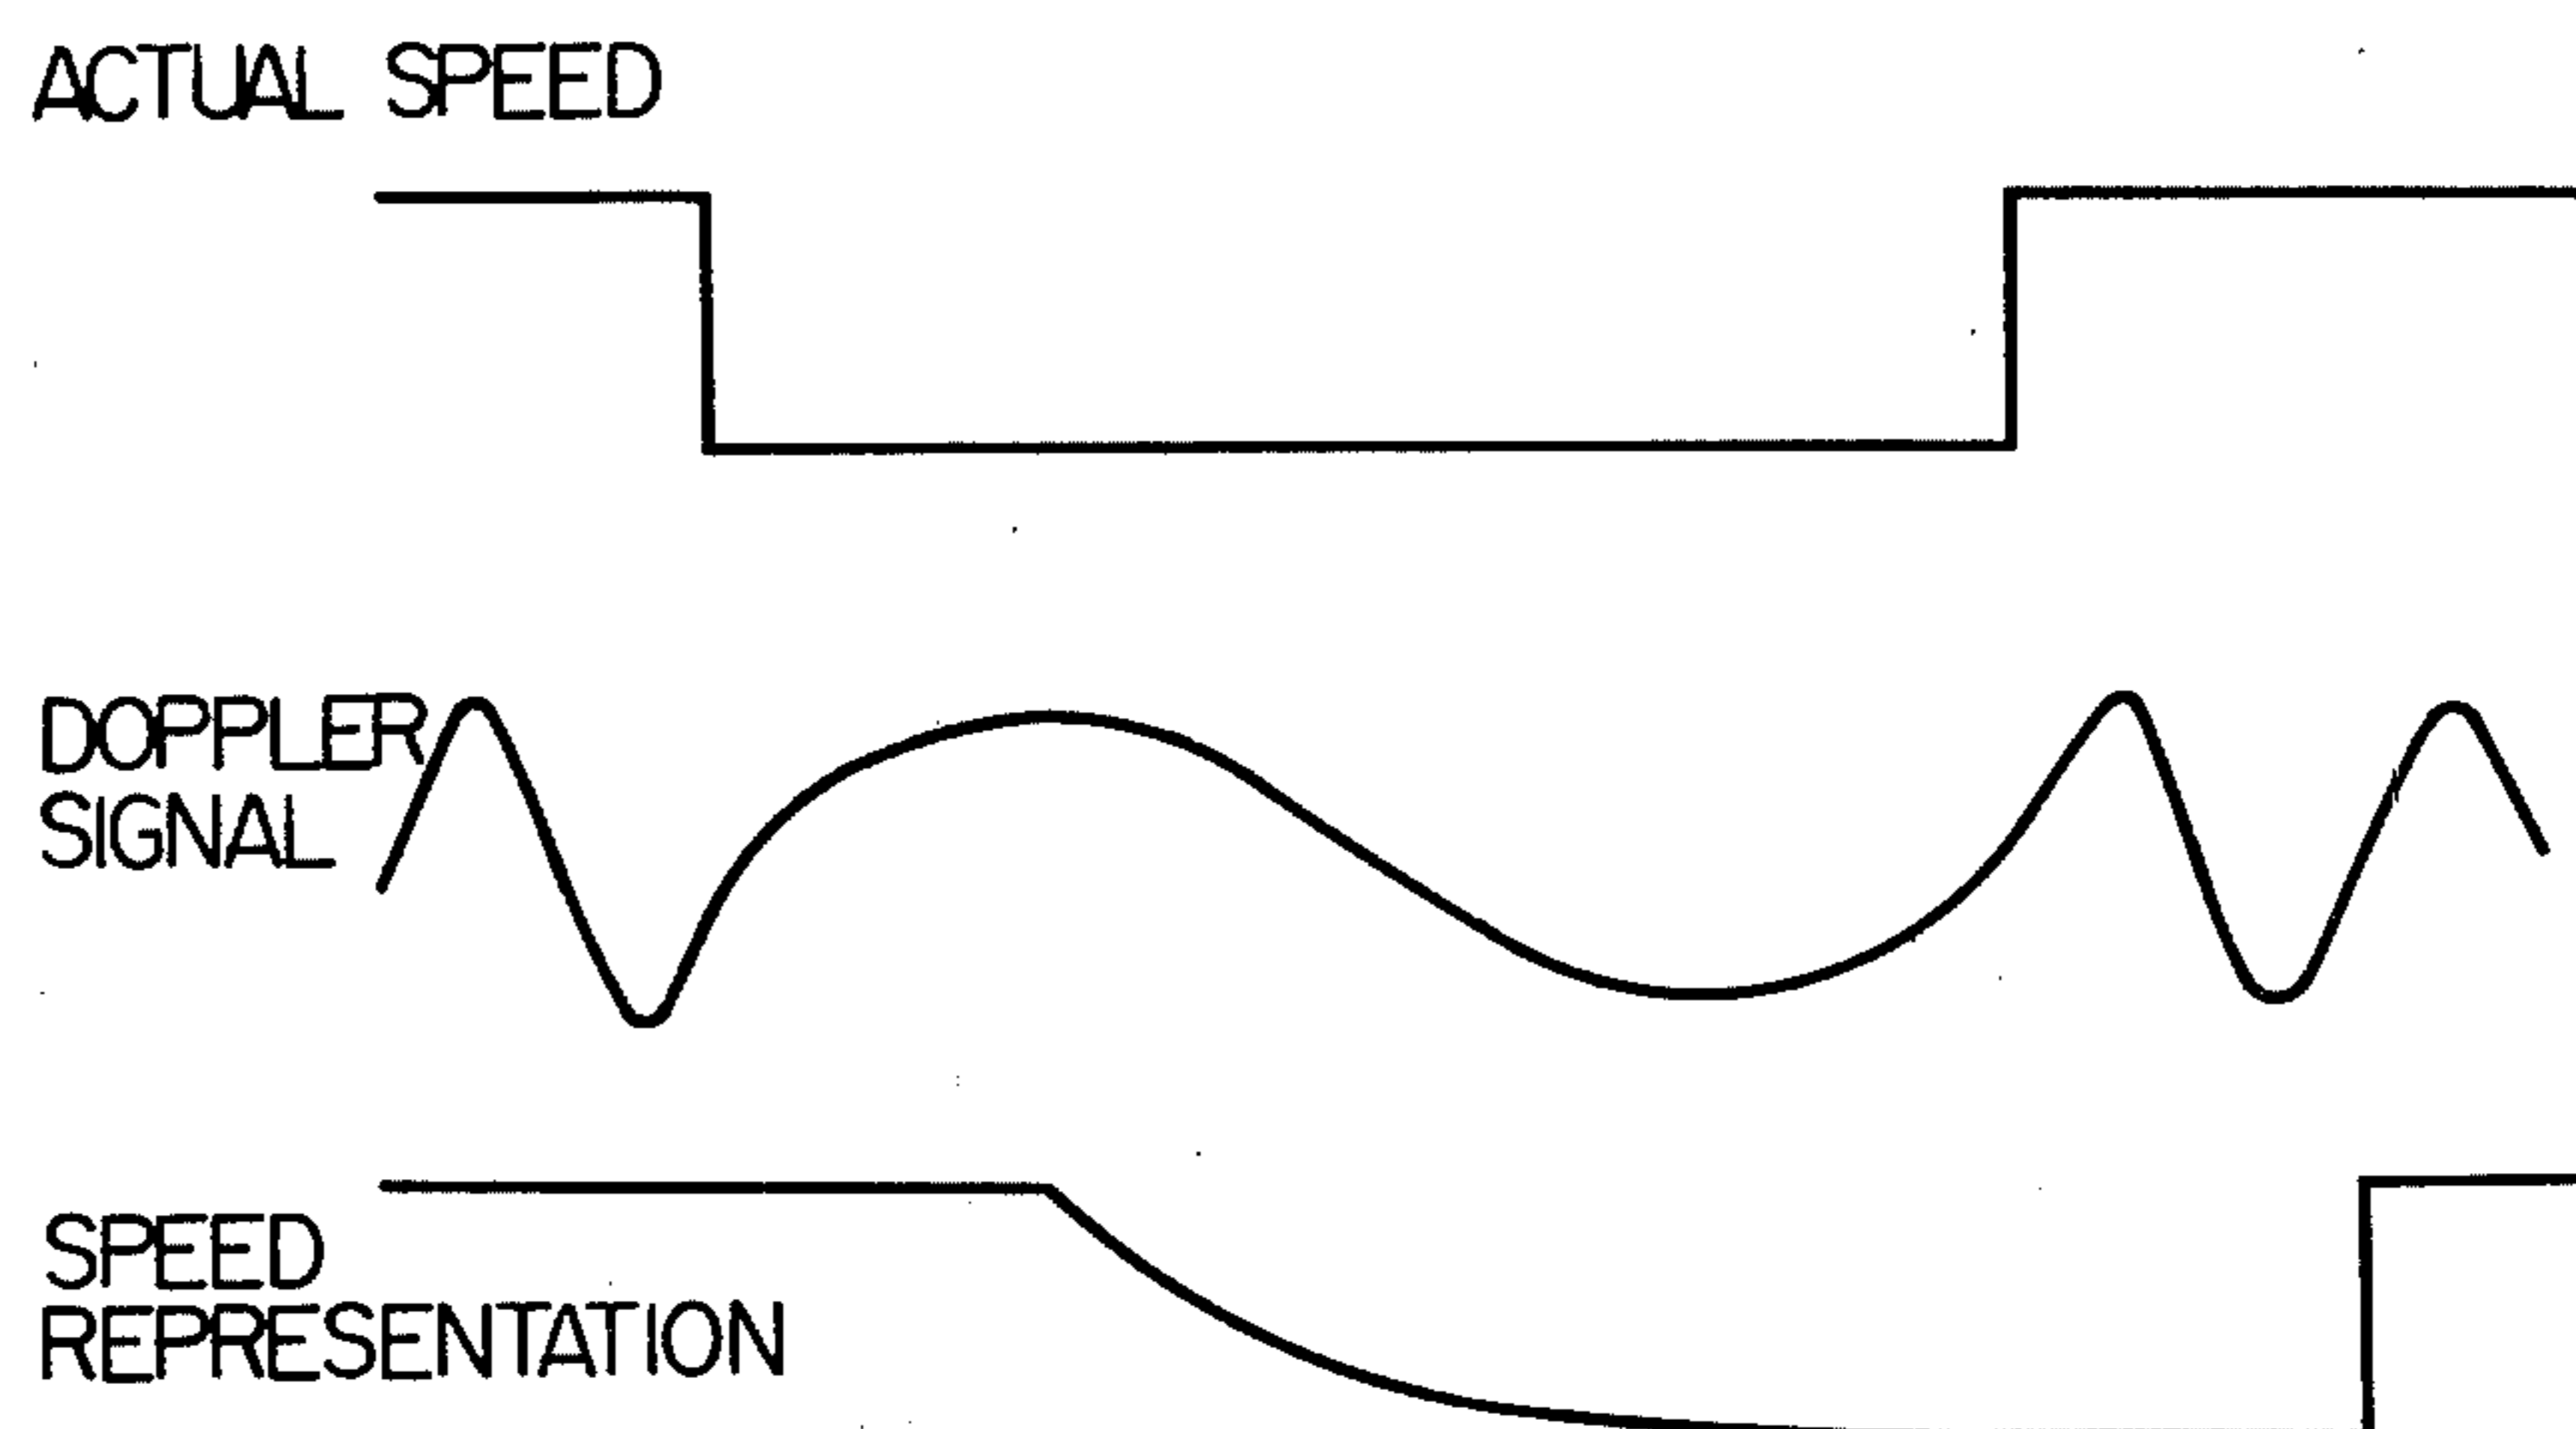 ACTUAL SPEED
DOPPLER
SIGNAL
SPEED
REPRESENTATION